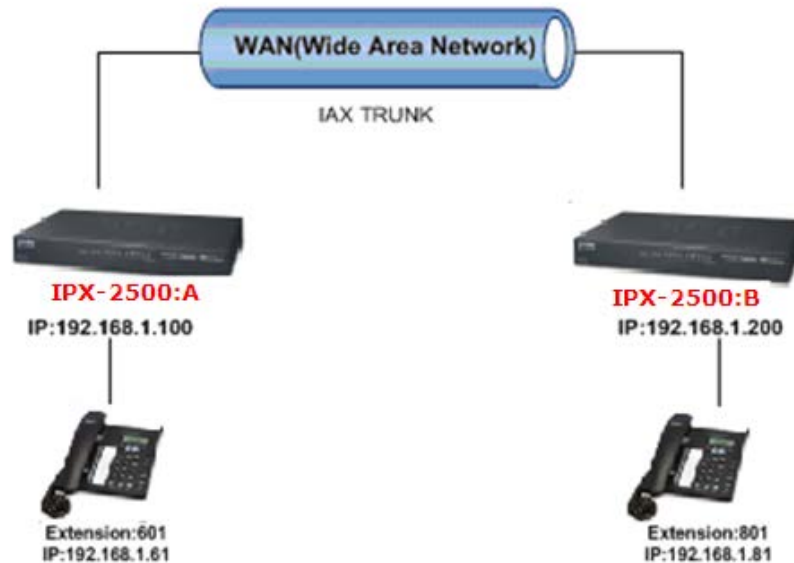 WAN(Wide Area Network)
IAX TRUNK
IPX-2500:A
IP:192.168.1.100
IPX-2500:B
IP:192.168.1.200
Extension:601
IP:192.168.1.61
Extension:801
IP:192.168.1.81